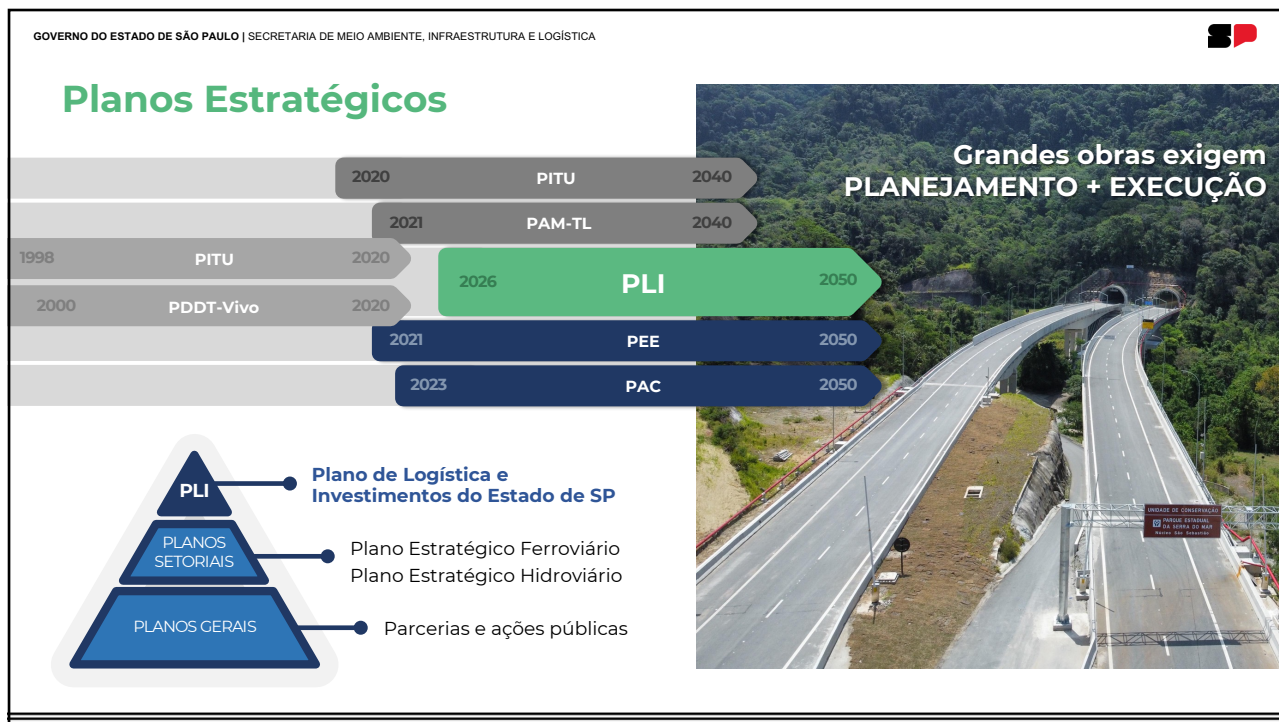 GOVERNO DO ESTADO DE SÃO PAULO | SECRETARIA DE MEIO AMBIENTE, INFRAESTRUTURA E LOGÍSTICA
SP
Planos Estratégicos
Grandes obras exigem
PLANEJAMENTO + EXECUÇÃO
2020 PITU 2040
2021 PAM-TL 2040
1998 PITU 2020
2026 PLI 2050
2000 PDDT-Vivo 2020
2021 PEE 2050
2023 PAC 2050
PLI
Plano de Logística e
Investimentos do Estado de SP
PLANOS
SETORIAIS
Plano Estratégico Ferroviário
Plano Estratégico Hidroviário
PLANOS GERAIS
Parcerias e ações públicas
UNIDADE DE CONSERVAÇÃO
PARQUE ESTADUAL
DA SERRA DO MAR
Núcleo São Sebastião